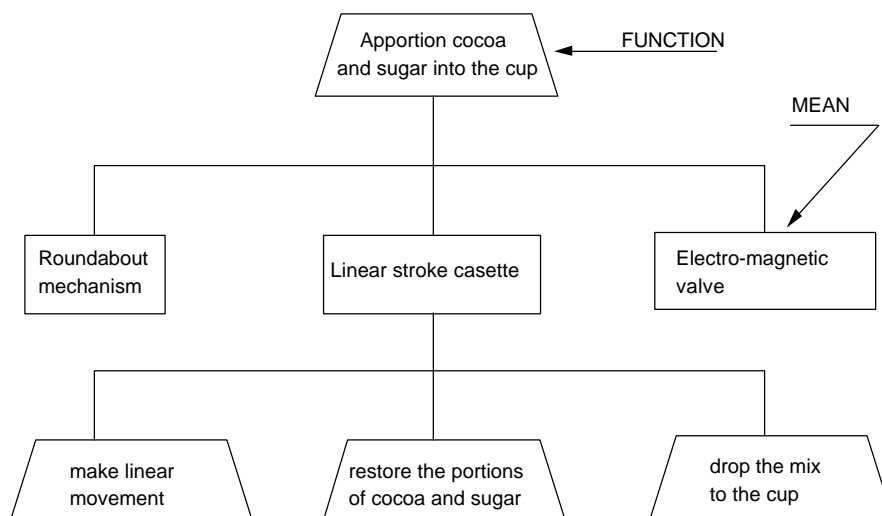 Apportion cocoa
and sugar into the cup
FUNCTION
MEAN
Roundabout
mechanism
Linear stroke casette
Electro-magnetic
valve
make linear
movement
restore the portions
of cocoa and sugar
drop the mix
to the cup